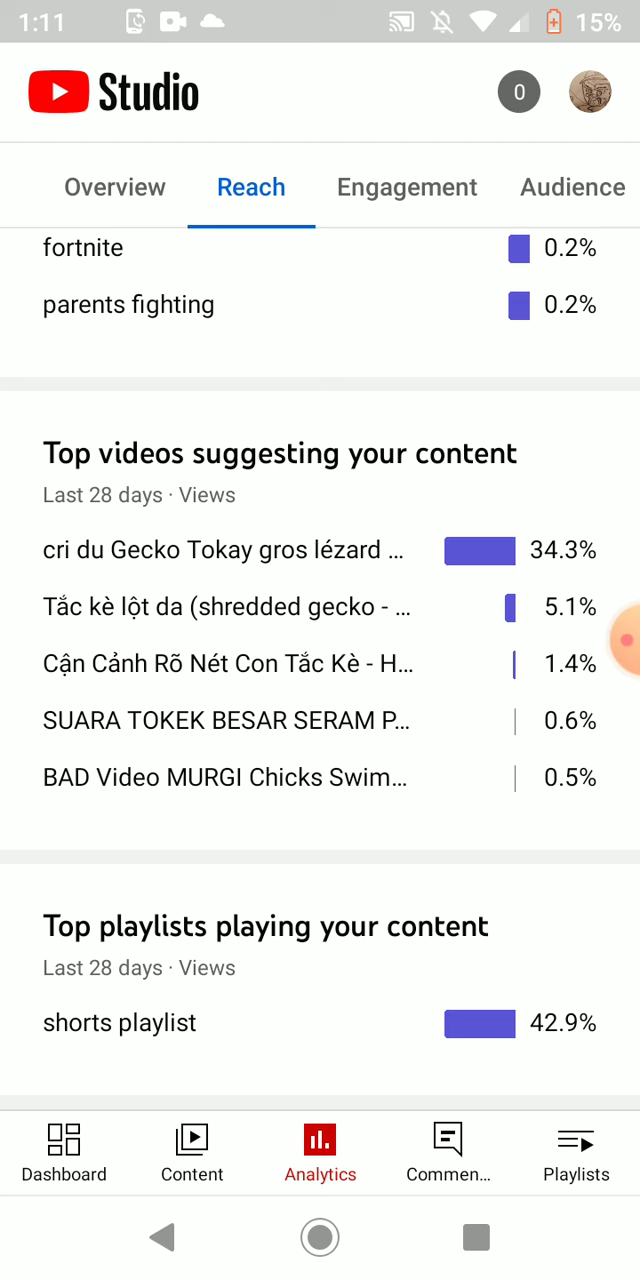 1:11
15%
Studio
0
Overview
Reach
Engagement
Audience
fortnite
0.2%
parents fighting
0.2%
Top videos suggesting your content
Last 28 days · Views
cri du Gecko Tokay gros lézard ...
34.3%
Tắc kè lột da (shredded gecko - ...
5.1%
Cận Cảnh Rõ Nét Con Tắc Kè - H...
1.4%
SUARA TOKEK BESAR SERAM P...
0.6%
BAD Video MURGI Chicks Swim...
0.5%
Top playlists playing your content
Last 28 days · Views
shorts playlist
42.9%
Dashboard
Content
Analytics
Commen...
Playlists